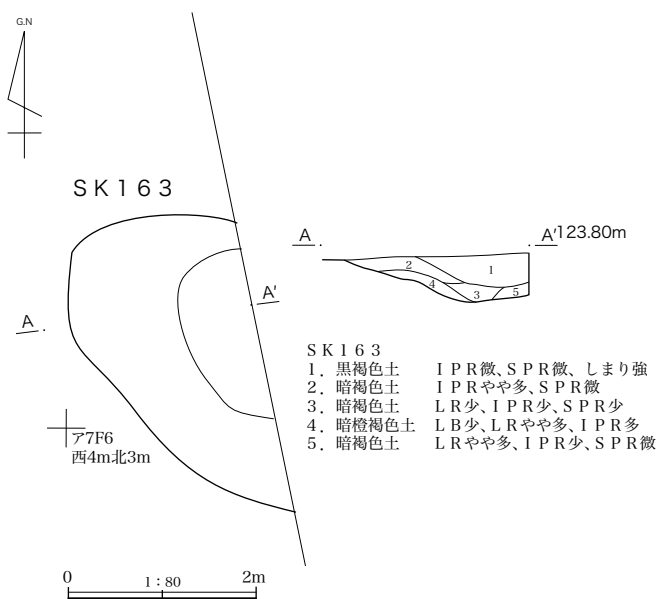 G.N
ＳＫ１６３
A
A'
A
A'123.80m
1
2
3
4
5
ア7F6
西4m北3m
ＳＫ１６３
１．黒褐色土　ＩＰＲ微、ＳＰＲ微、しまり強
２．暗褐色土　ＩＰＲやや多、ＳＰＲ微
３．暗褐色土　ＬＲ少、ＩＰＲ少、ＳＰＲ少
４．暗橙褐色土　ＬＢ少、ＬＲやや多、ＩＰＲ多
５．暗褐色土　ＬＲやや多、ＩＰＲ少、ＳＰＲ微
0　1：80　2m